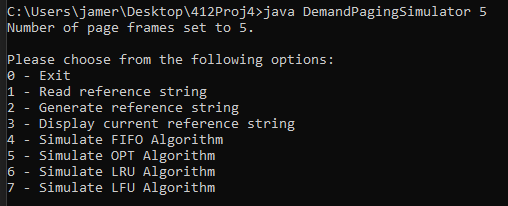 C:\Users\jamer\Desktop\412Proj4>java DemandPagingSimulator 5
Number of page frames set to 5.
Please choose from the following options:
0 - Exit
1 - Read reference string
2 - Generate reference string
3 - Display current reference string
4 - Simulate FIFO Algorithm
5 - Simulate OPT Algorithm
6 - Simulate LRU Algorithm
7 - Simulate LFU Algorithm